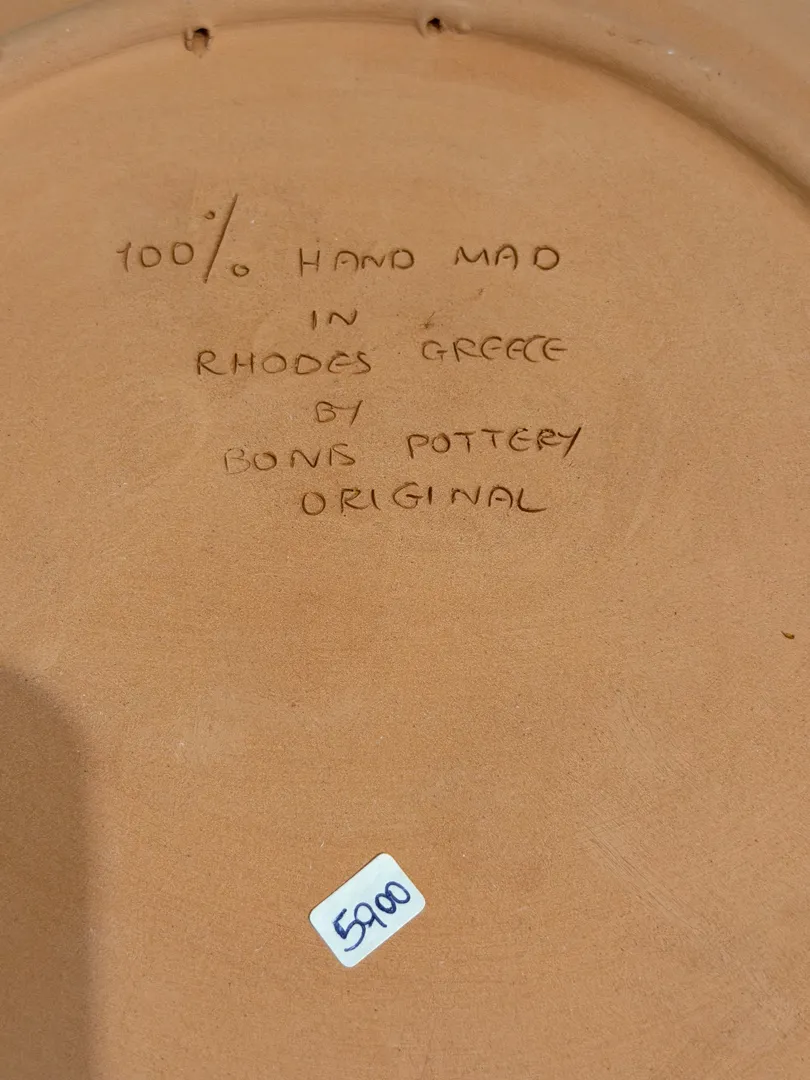 100% HAND MAD
IN
RHODES GREECE
BY
BONIS POTTERY
ORIGINAL
5900